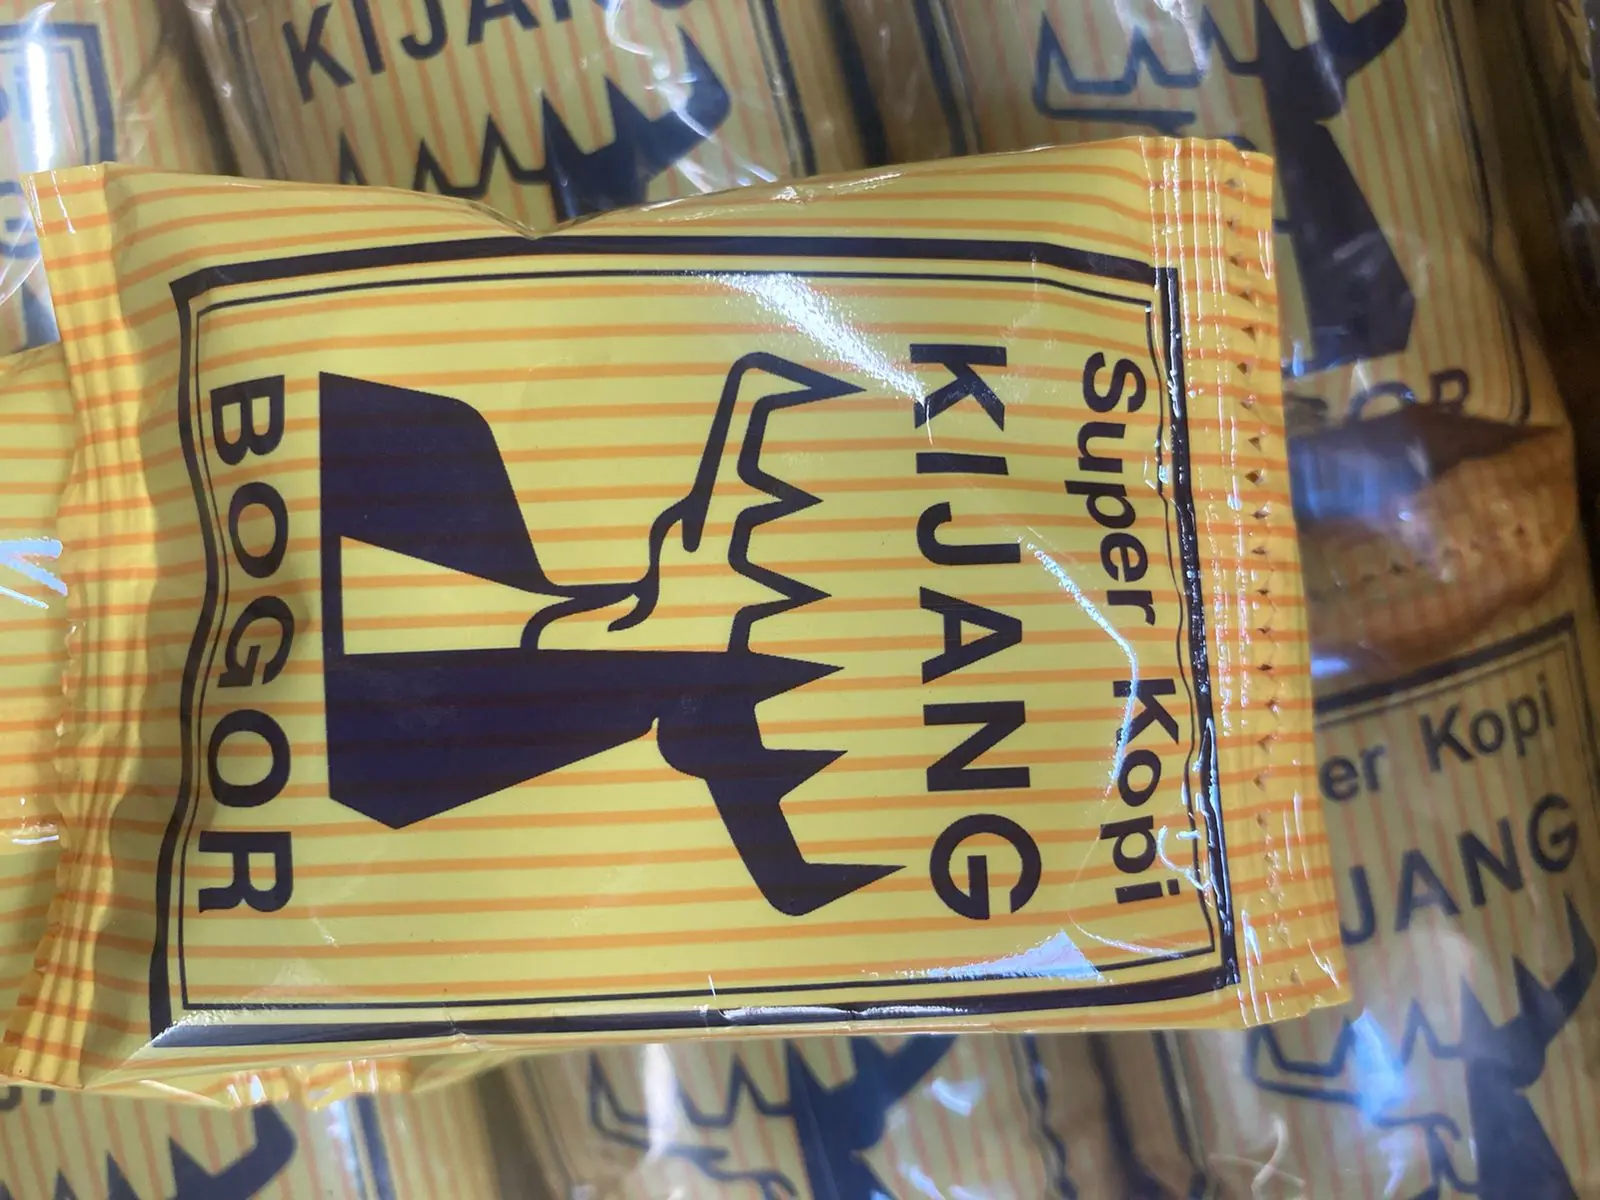 Super Kopi
KIJANG
BOGOR
KIJANG
er Kopi
JANG